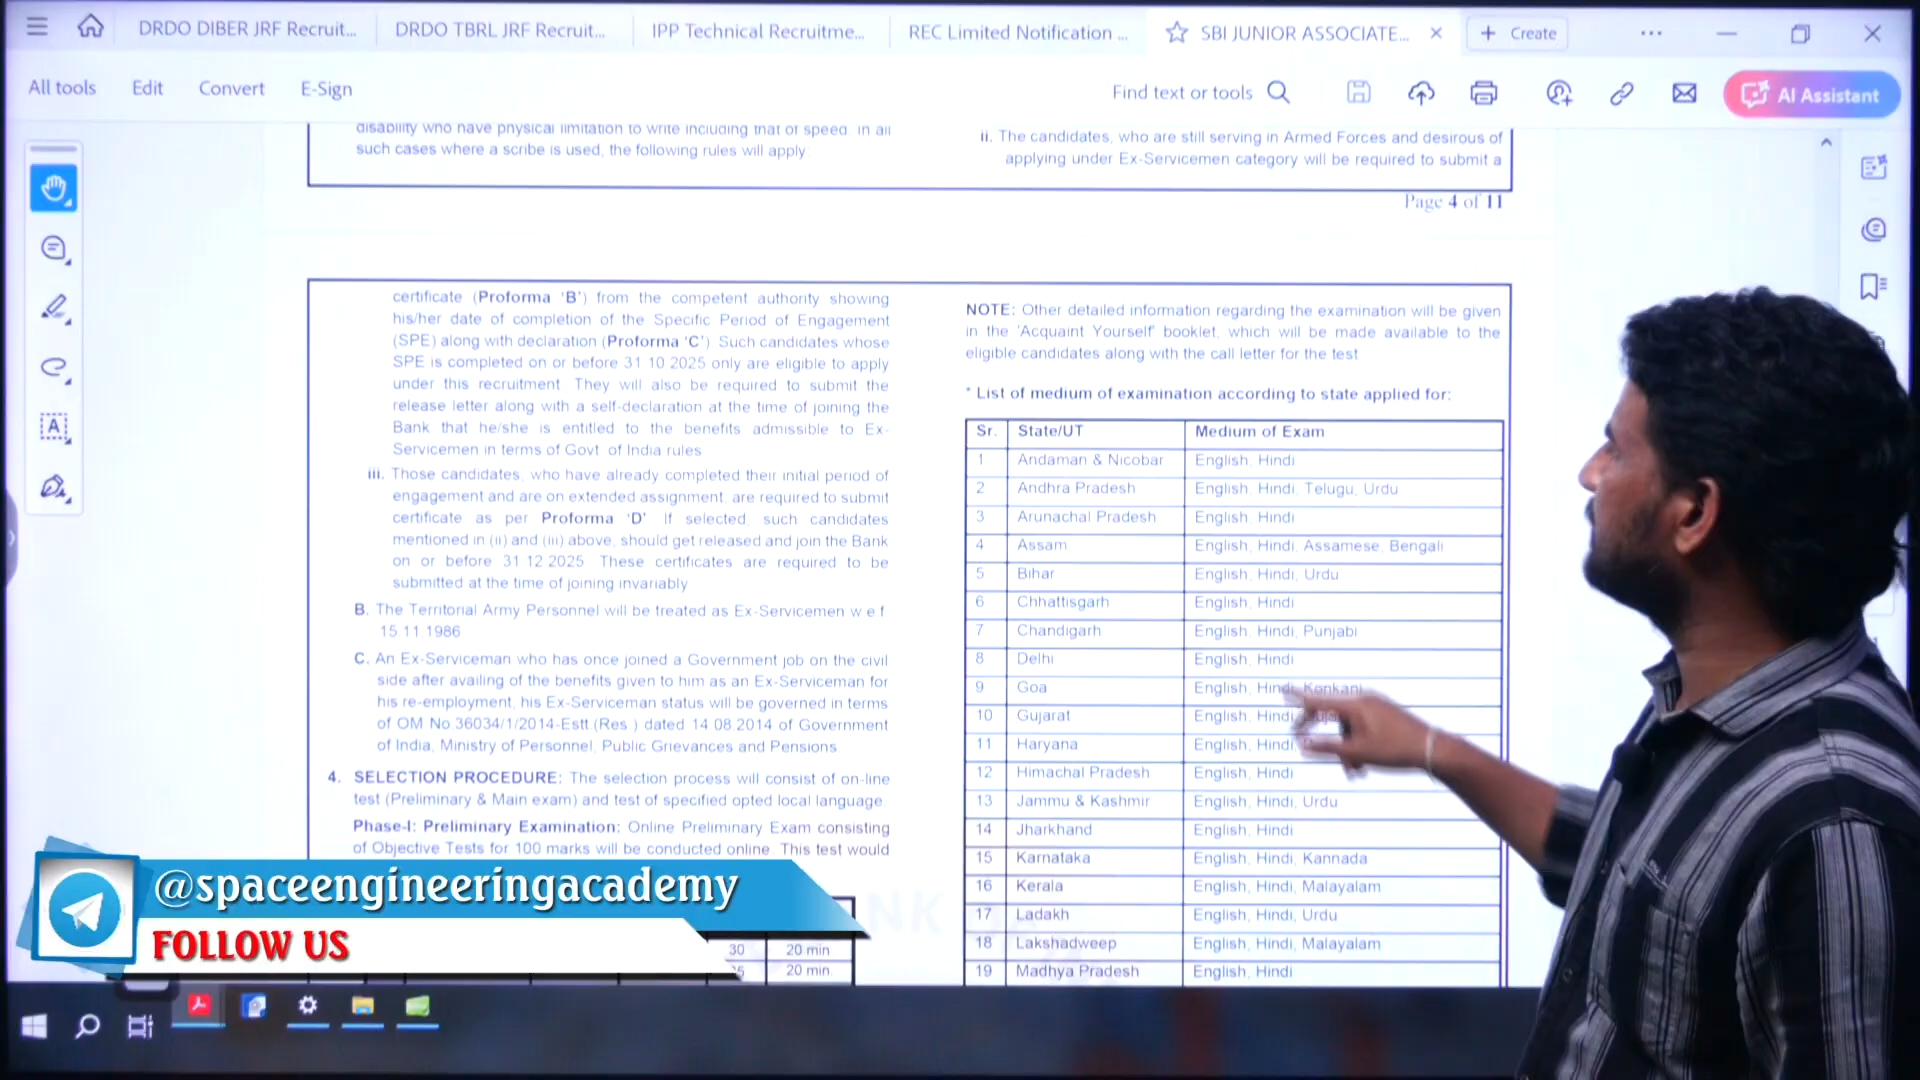 DRDO DIBER JRF Recruit...
DRDO TBRL JRF Recruit...
IPP Technical Recruitme...
REC Limited Notification ...
SBI JUNIOR ASSOCIATE...
Create
All tools
Edit
Convert
E-Sign
Find text or tools
AI Assistant
disability who have physical limitation to write including that of speed. In all
such cases where a scribe is used, the following rules will apply
ii. The candidates, who are still serving in Armed Forces and desirous of
applying under Ex-Servicemen category will be required to submit a
Page 4 of 11
certificate (Proforma 'B') from the competent authority showing
his/her date of completion of the Specific Period of Engagement
(SPE) along with declaration (Proforma 'C') Such candidates whose
SPE is completed on or before 31 10 2025 only are eligible to apply
under this recruitment They will also be required to submit the
release letter along with a self-declaration at the time of joining the
Bank that he/she is entitled to the benefits admissible to Ex-
Servicemen in terms of Govt of India rules
iii. Those candidates, who have already completed their initial period of
engagement and are on extended assignment, are required to submit
certificate as per Proforma 'D' If selected, such candidates
mentioned in (ii) and (iii) above, should get released and join the Bank
on or before 31 12 2025 These certificates are required to be
submitted at the time of joining invariably
B. The Territorial Army Personnel will be treated as Ex-Servicemen w e f
15 11 1986
C. An Ex-Serviceman who has once joined a Government job on the civil
side after availing of the benefits given to him as an Ex-Serviceman for
his re-employment, his Ex-Serviceman status will be governed in terms
of OM No 36034/1/2014-Estt.(Res ) dated 14 08 2014 of Government
of India, Ministry of Personnel, Public Grievances and Pensions
4. SELECTION PROCEDURE: The selection process will consist of on-line
test (Preliminary & Main exam) and test of specified opted local language
Phase-I: Preliminary Examination: Online Preliminary Exam consisting
of Objective Tests for 100 marks will be conducted online. This test would
30 20 min
20 min
NOTE: Other detailed information regarding the examination will be given
in the 'Acquaint Yourself' booklet, which will be made available to the
eligible candidates along with the call letter for the test
* List of medium of examination according to state applied for:
Sr. State/UT Medium of Exam
1 Andaman & Nicobar English, Hindi
2 Andhra Pradesh English, Hindi, Telugu, Urdu
3 Arunachal Pradesh English, Hindi
4 Assam English, Hindi, Assamese, Bengali
5 Bihar English, Hindi, Urdu
6 Chhattisgarh English, Hindi
7 Chandigarh English, Hindi, Punjabi
8 Delhi English, Hindi
9 Goa English, Hindi, Konkani
10 Gujarat English, Hindi,
11 Haryana English, Hindi,
12 Himachal Pradesh English, Hindi
13 Jammu & Kashmir English, Hindi, Urdu
14 Jharkhand English, Hindi
15 Karnataka English, Hindi, Kannada
16 Kerala English, Hindi, Malayalam
17 Ladakh English, Hindi, Urdu
18 Lakshadweep English, Hindi, Malayalam
19 Madhya Pradesh English, Hindi
@spaceengineeringacademy
FOLLOW US